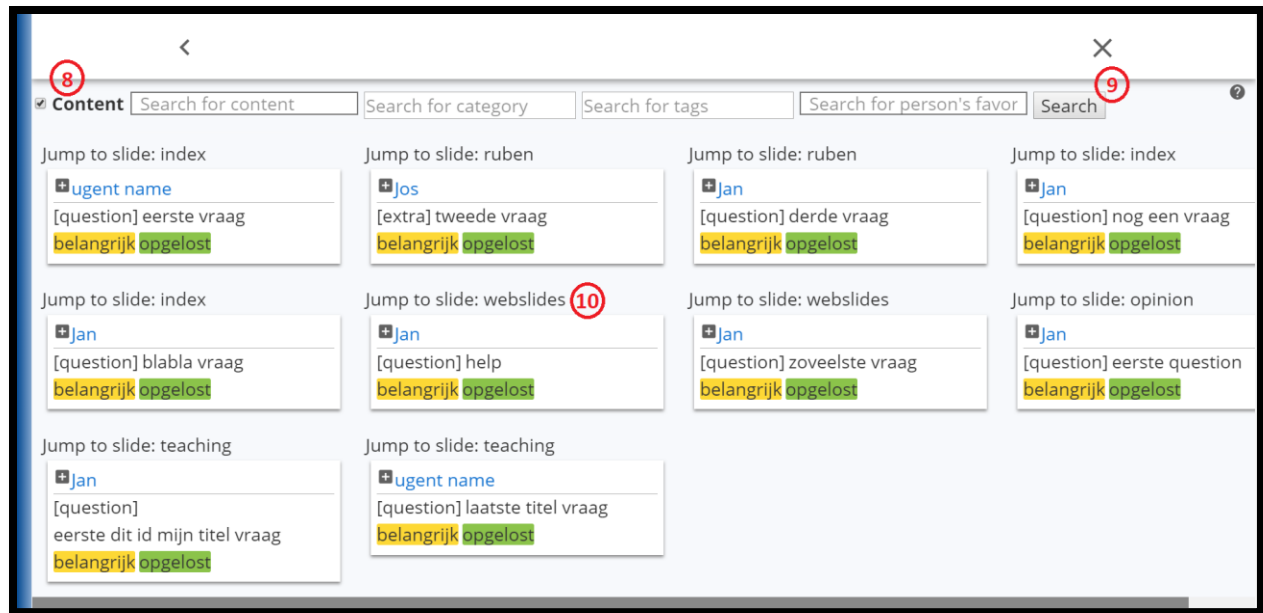 8
9
Content Search for content Search for category Search for tags Search for person's favor Search
Jump to slide: index
ugent name
[question] eerste vraag
belangrijk opgelost
Jump to slide: ruben
Jos
[extra] tweede vraag
belangrijk opgelost
Jump to slide: ruben
Jan
[question] derde vraag
belangrijk opgelost
Jump to slide: index
Jan
[question] nog een vraag
belangrijk opgelost
Jump to slide: index
Jan
[question] blabla vraag
belangrijk opgelost
Jump to slide: webslides 10
Jan
[question] help
belangrijk opgelost
Jump to slide: webslides
Jan
[question] zoveelste vraag
belangrijk opgelost
Jump to slide: opinion
Jan
[question] eerste question
belangrijk opgelost
Jump to slide: teaching
Jan
[question]
eerste dit id mijn titel vraag
belangrijk opgelost
Jump to slide: teaching
ugent name
[question] laatste titel vraag
belangrijk opgelost